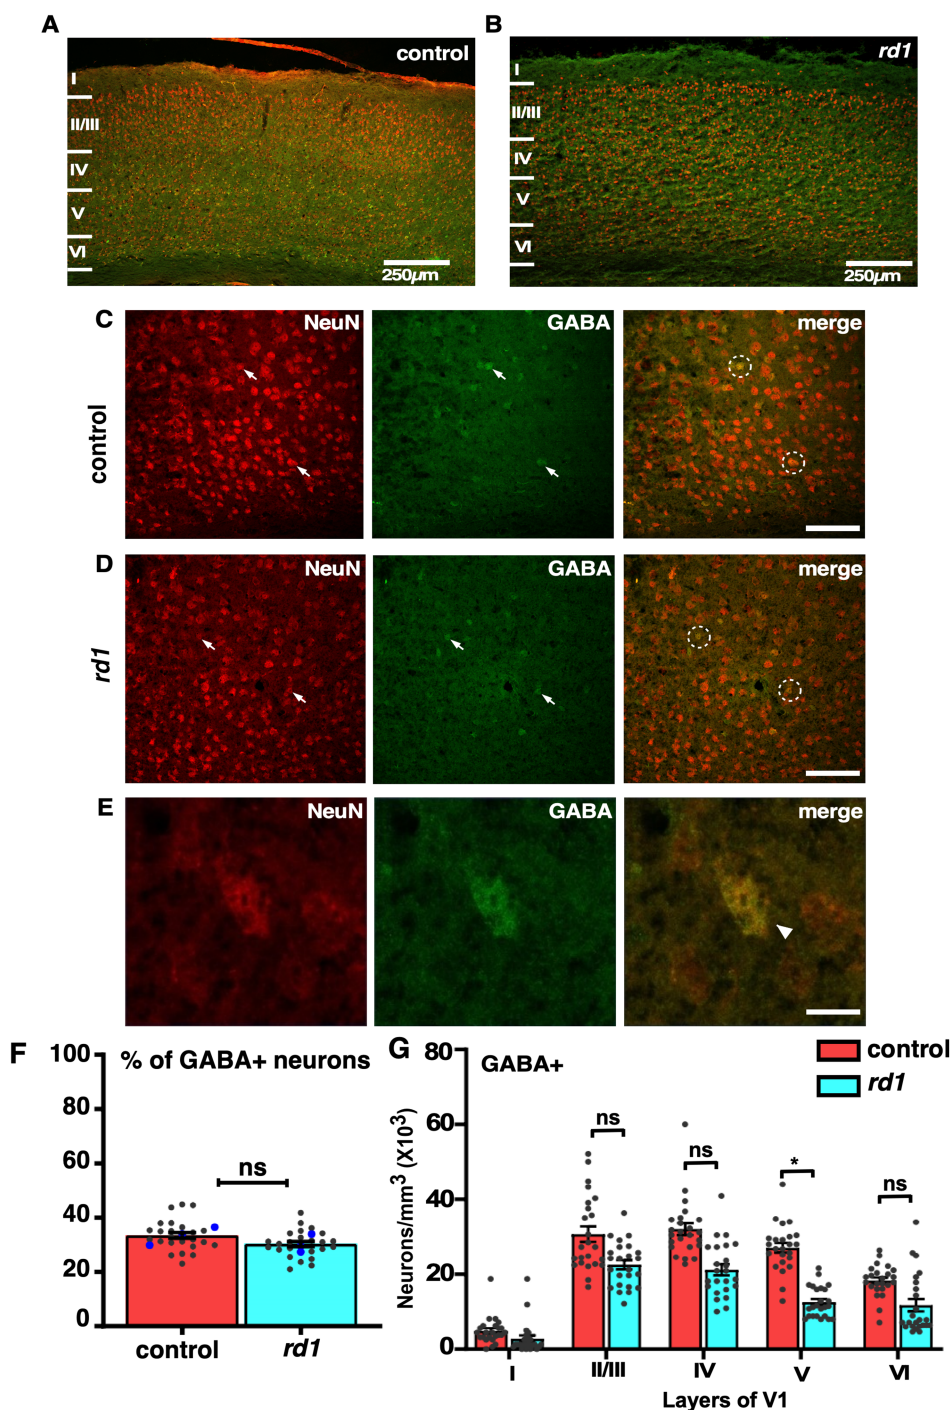 A
control
I
II/III
IV
V
VI
250µm
B
rd1
I
II/III
IV
V
VI
250µm
C
control
NeuN
GABA
merge
D
rd1
NeuN
GABA
merge
E
NeuN
GABA
merge
F
% of GABA+ neurons
100
80
60
40
20
0
ns
control
rd1
G
GABA+
control
rd1
Neurons/mm³ (X10³)
80
60
40
20
0
ns
ns
*
ns
I
II/III
IV
V
VI
Layers of V1